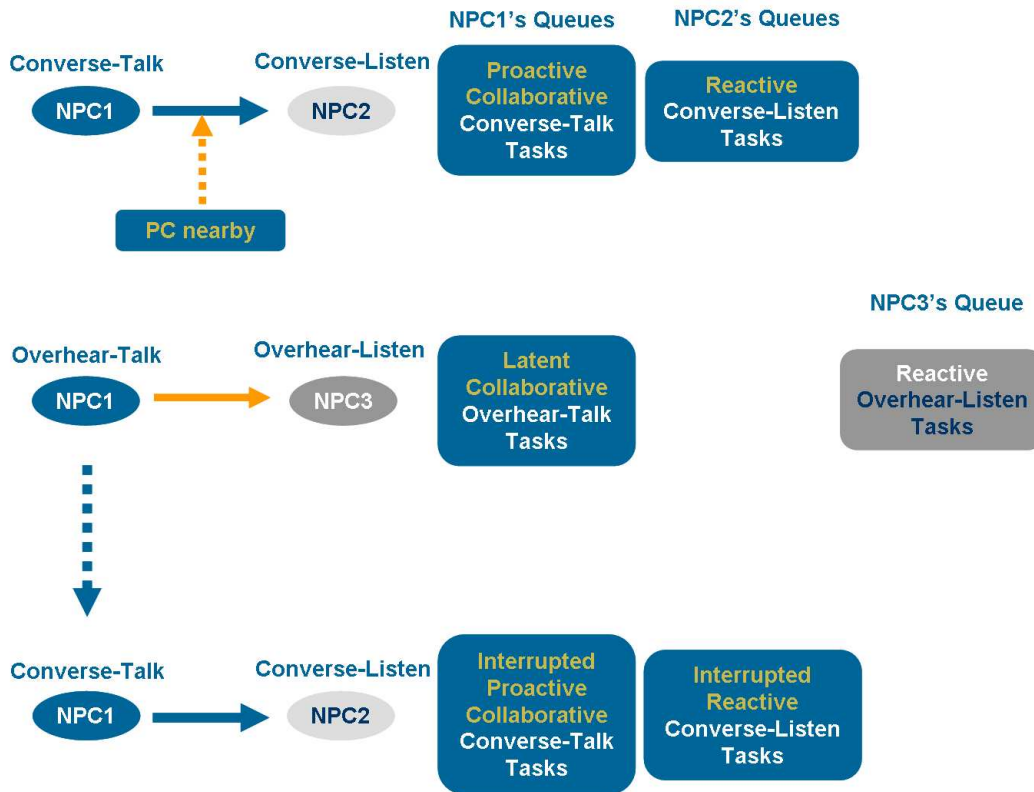 NPC1's Queues
NPC2's Queues
Converse-Talk
Converse-Listen
NPC1
NPC2
Proactive
Collaborative
Converse-Talk
Tasks
Reactive
Converse-Listen
Tasks
PC nearby
NPC3's Queue
Overhear-Talk
Overhear-Listen
NPC1
NPC3
Latent
Collaborative
Overhear-Talk
Tasks
Reactive
Overhear-Listen
Tasks
Converse-Talk
Converse-Listen
NPC1
NPC2
Interrupted
Proactive
Collaborative
Converse-Talk
Tasks
Interrupted
Reactive
Converse-Listen
Tasks